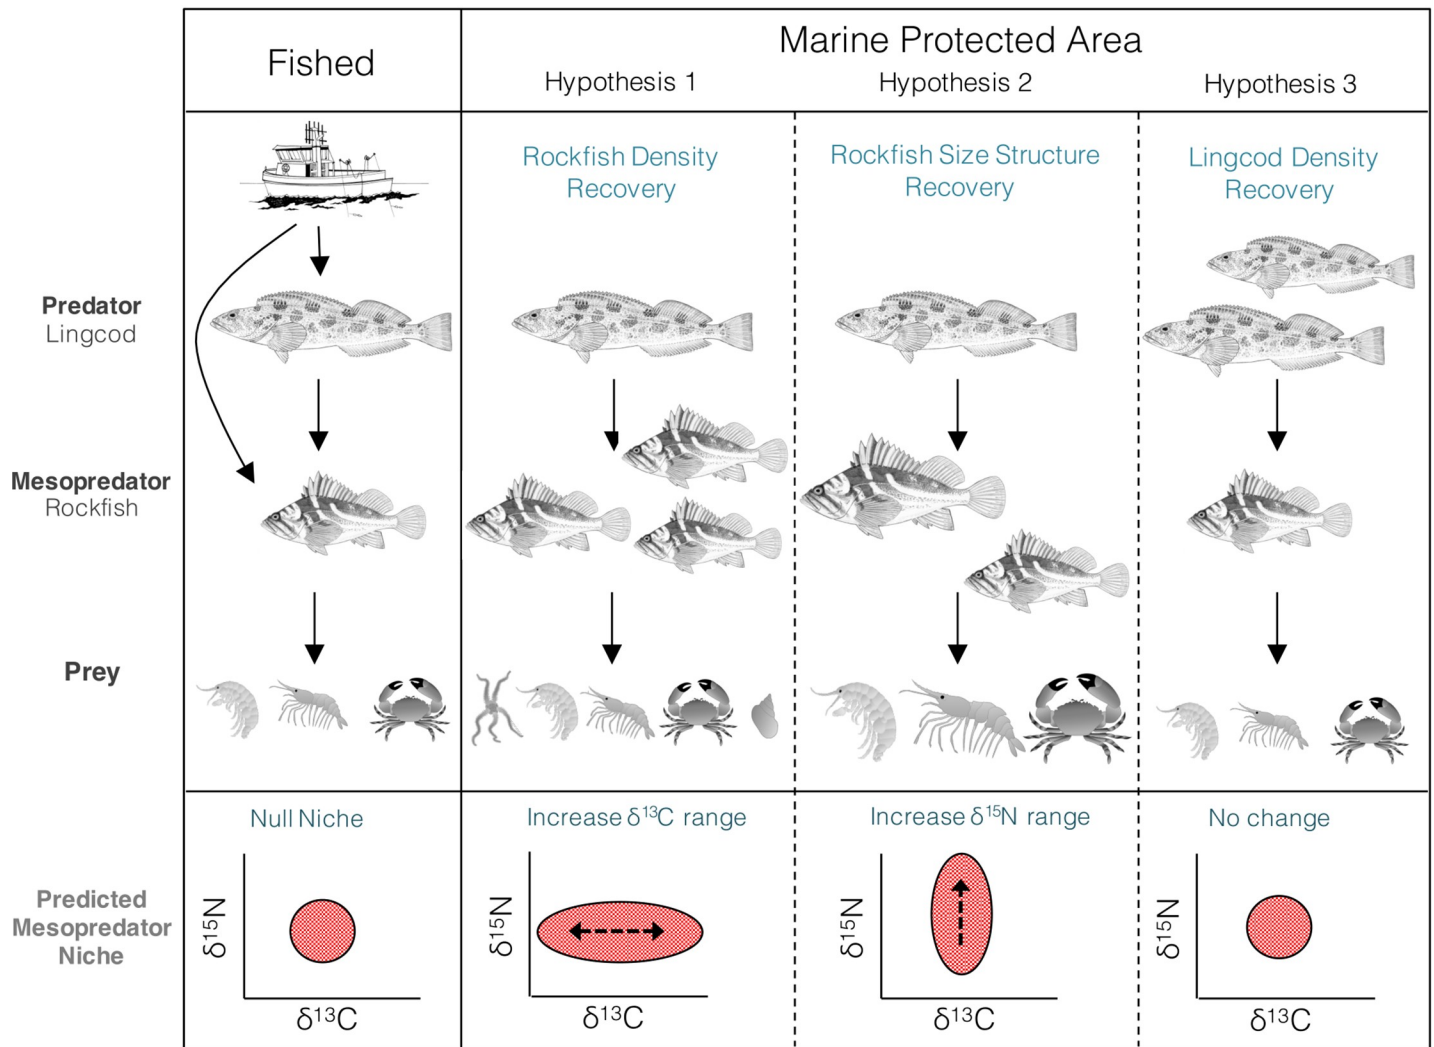 Fished
Marine Protected Area
Hypothesis 1
Hypothesis 2
Hypothesis 3
Rockfish Density
Recovery
Rockfish Size Structure
Recovery
Lingcod Density
Recovery
Predator
Lingcod
Mesopredator
Rockfish
Prey
Null Niche
Increase δ¹³C range
Increase δ¹⁵N range
No change
Predicted
Mesopredator
Niche
δ¹⁵N
δ¹³C
δ¹⁵N
δ¹³C
δ¹⁵N
δ¹³C
δ¹⁵N
δ¹³C